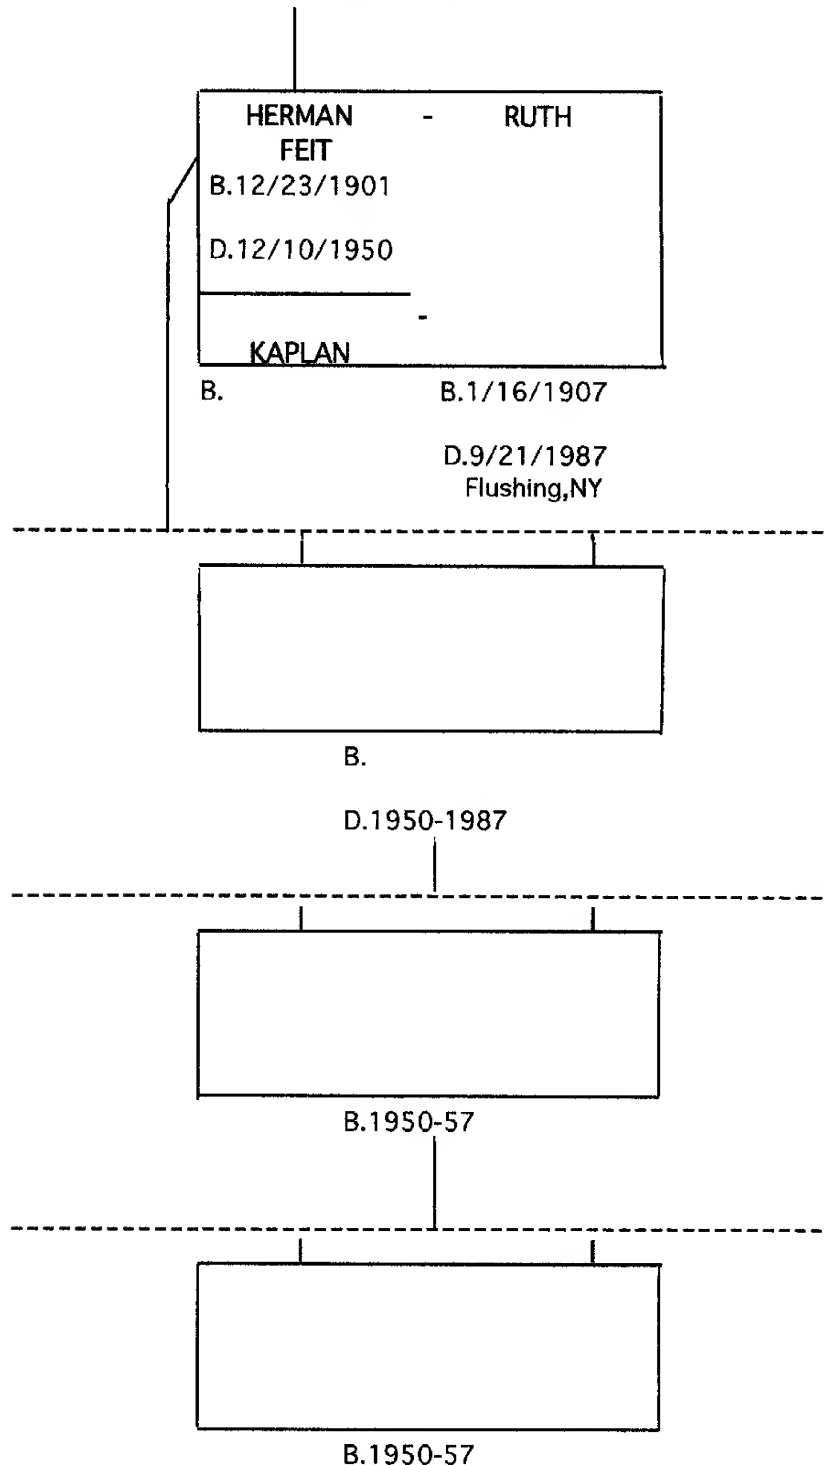 HERMAN - RUTH
FEIT
B.12/23/1901
D.12/10/1950
-
KAPLAN
B. B.1/16/1907
D.9/21/1987
Flushing,NY
B.
D.1950-1987
B.1950-57
B.1950-57